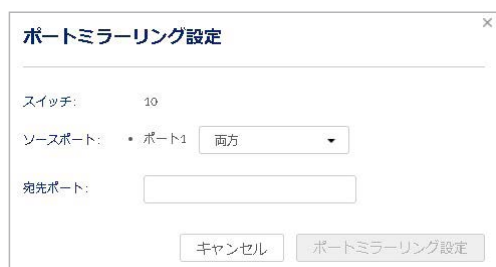 ポートミラーリング設定
×
スイッチ: 10
ソースポート: • ポート1 両方
宛先ポート:
キャンセル ポートミラーリング設定